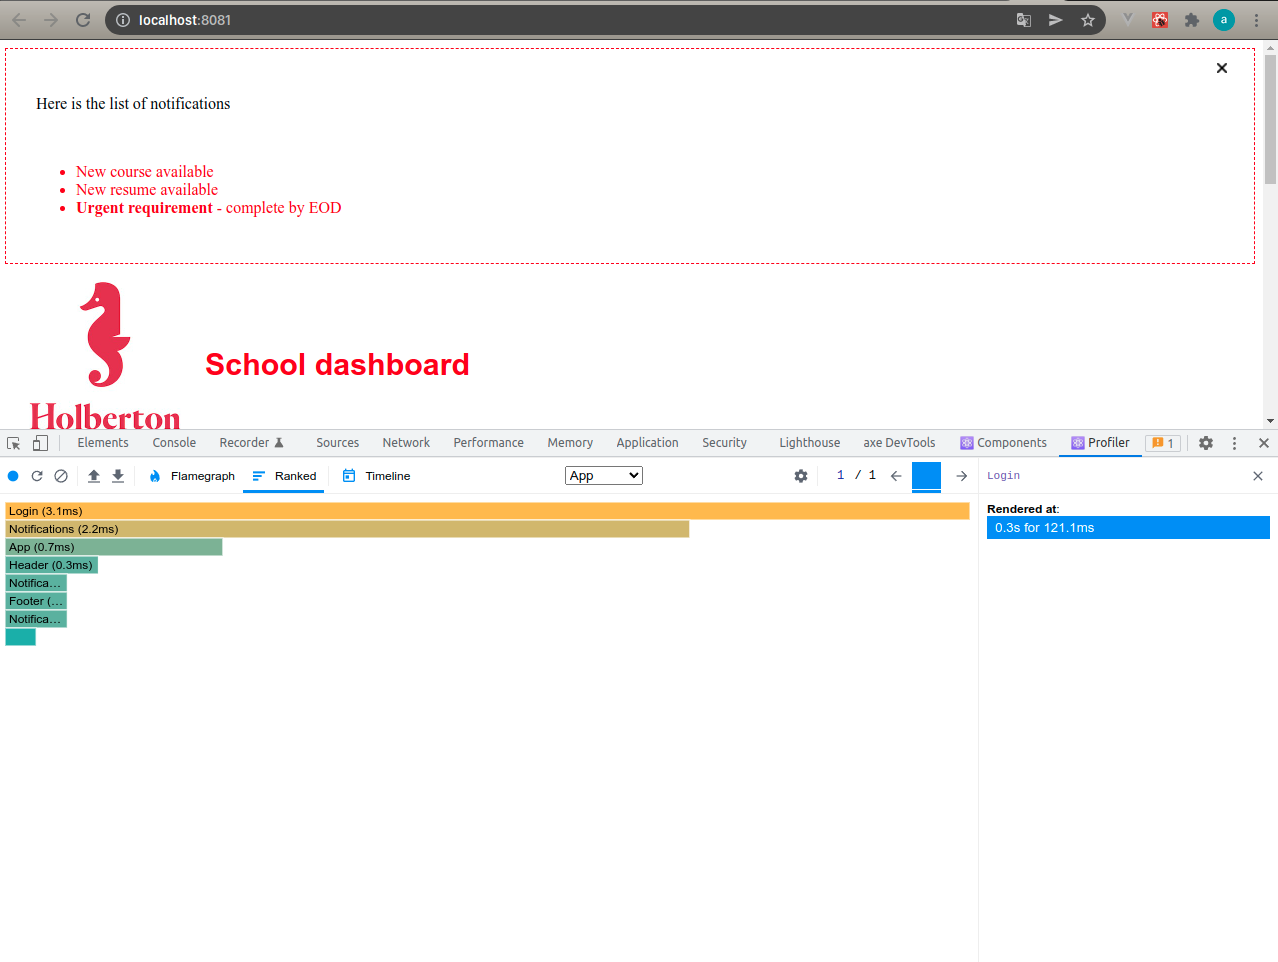 localhost:8081
a
Here is the list of notifications
New course available
New resume available
Urgent requirement - complete by EOD
School dashboard
Holberton
Elements Console Recorder Sources Network Performance Memory Application Security Lighthouse axe DevTools Components Profiler 1
Flamegraph Ranked Timeline App 1 / 1 Login
Login (3.1ms)
Rendered at:
Notifications (2.2ms)
0.3s for 121.1ms
App (0.7ms)
Header (0.3ms)
Notifica...
Footer (...
Notifica...